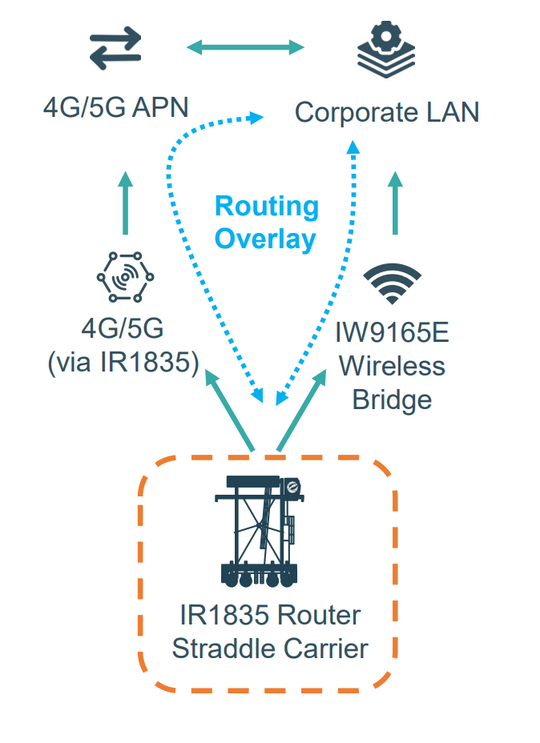 4G/5G APN
Corporate LAN
Routing
Overlay
4G/5G
(via IR1835)
IW9165E
Wireless
Bridge
IR1835 Router
Straddle Carrier